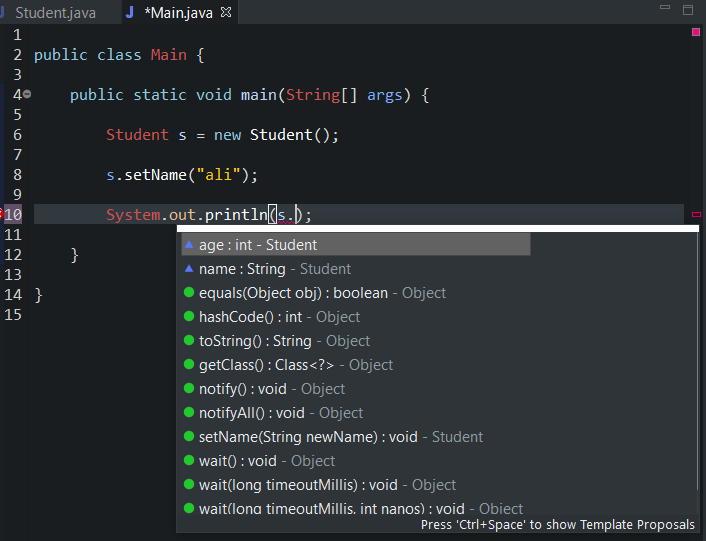 Student.java *Main.java
1
2 public class Main {
3
4 public static void main(String[] args) {
5
6 Student s = new Student();
7
8 s.setName("ali");
9
10 System.out.println(s.);
11
12 }
13
14 }
15
age : int - Student
name : String - Student
equals(Object obj) : boolean - Object
hashCode() : int - Object
toString() : String - Object
getClass() : Class<?> - Object
notify() : void - Object
notifyAll() : void - Object
setName(String newName) : void - Student
wait() : void - Object
wait(long timeoutMillis) : void - Object
wait(long timeoutMillis, int nanos) : void - Object
Press 'Ctrl+Space' to show Template Proposals